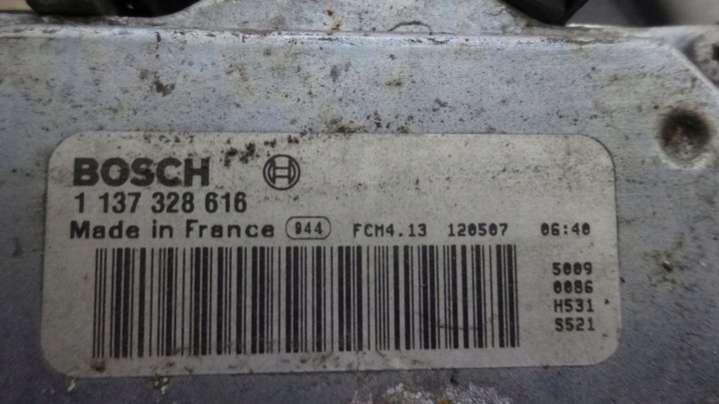 BOSCH
1 137 328 616
Made in France 944 FCM4.13 120507 06:40
5009
0086
H531
S521